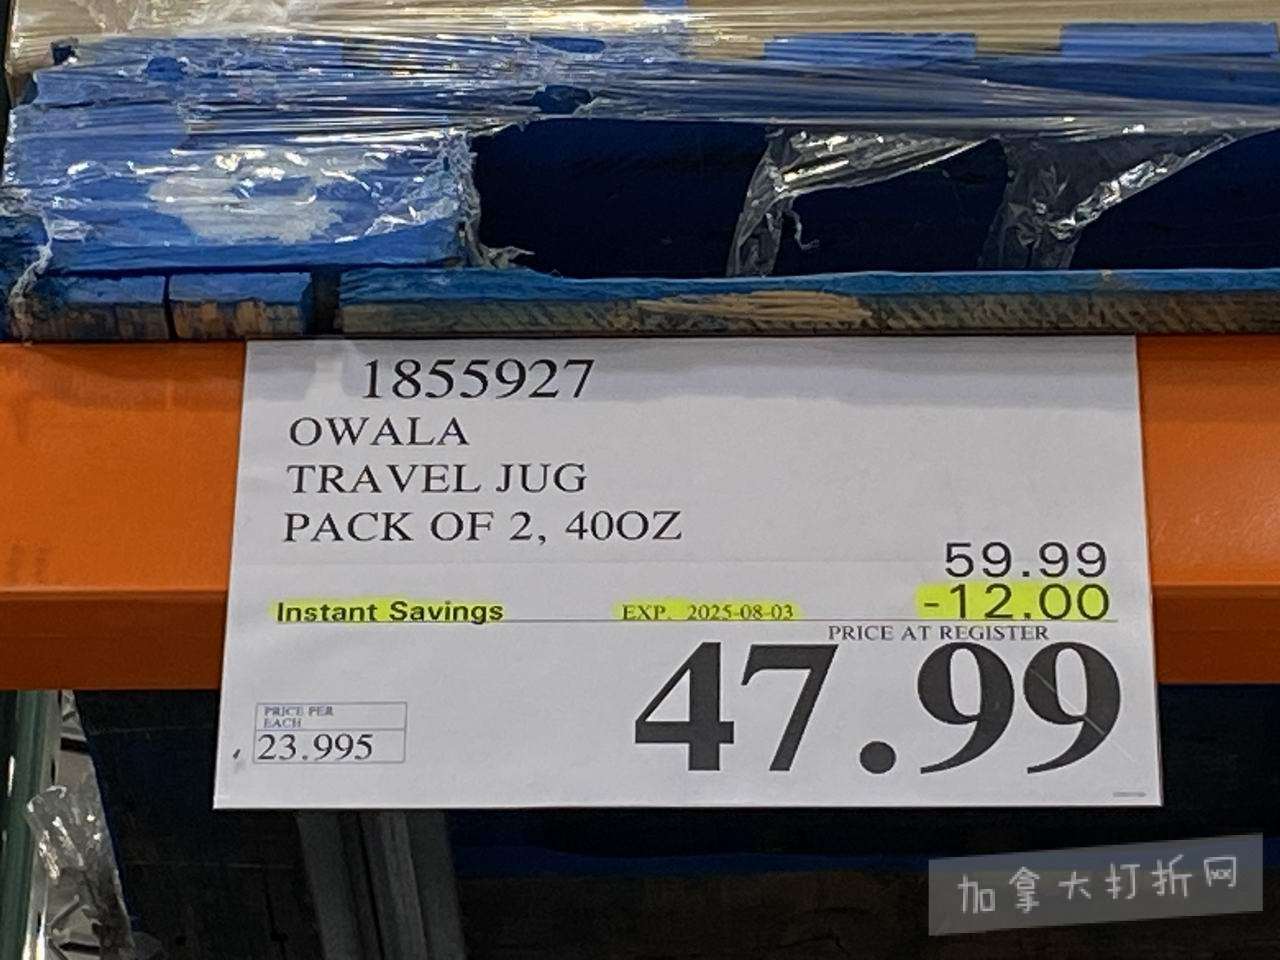 1855927
OWALA
TRAVEL JUG
PACK OF 2, 40OZ
59.99
Instant Savings EXP. 2025-08-03 -12.00
PRICE AT REGISTER
47.99
PRICE PER
EACH
23.995
加拿大打折网